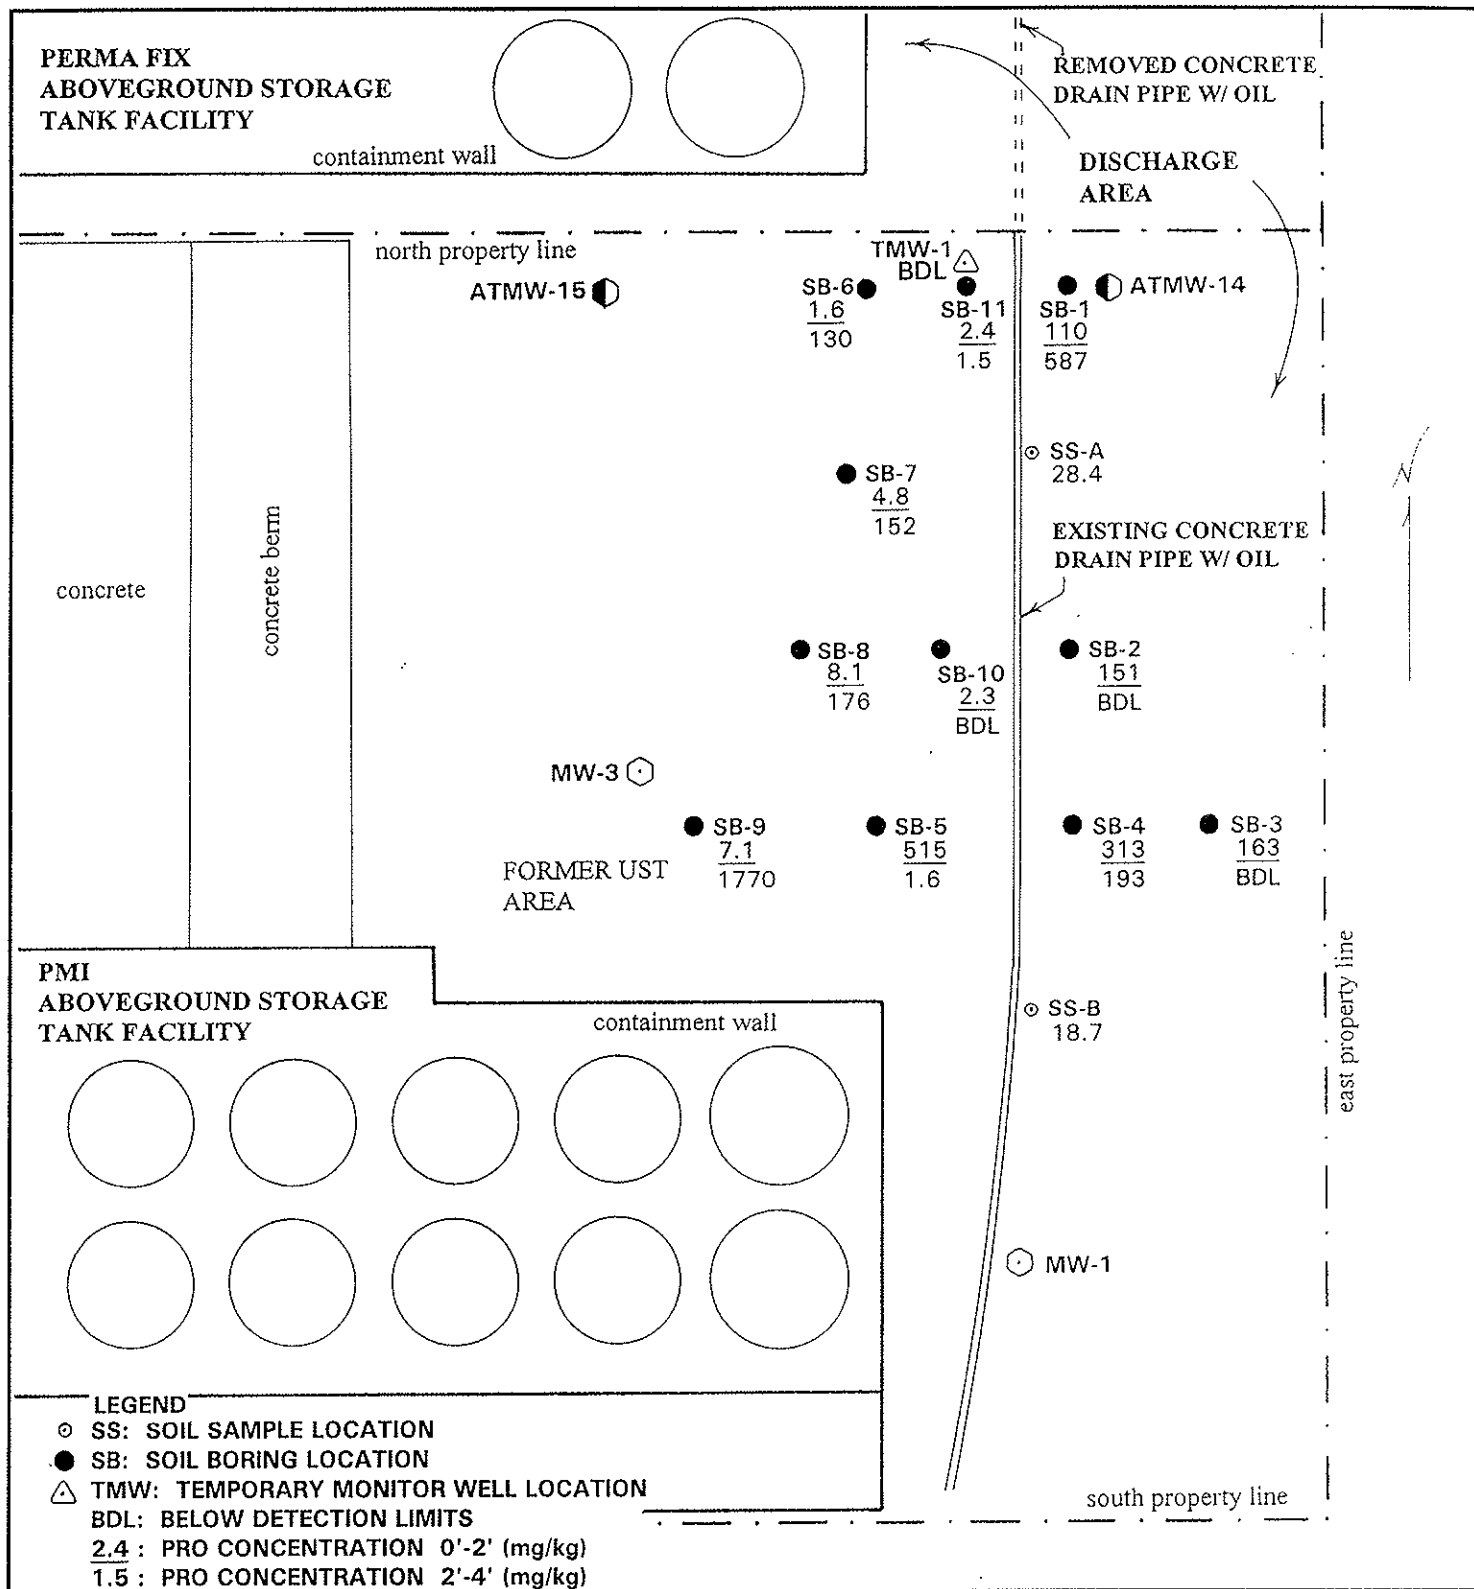 PERMA FIX
ABOVEGROUND STORAGE
TANK FACILITY
containment wall
REMOVED CONCRETE
DRAIN PIPE W/ OIL
DISCHARGE
AREA
north property line
TMW-1
BDL
ATMW-15
SB-6
1.6
130
SB-11
2.4
1.5
SB-1
110
587
ATMW-14
SS-A
28.4
SB-7
4.8
152
N
EXISTING CONCRETE
DRAIN PIPE W/ OIL
concrete
concrete berm
SB-8
8.1
176
SB-10
2.3
BDL
SB-2
151
BDL
MW-3
SB-9
7.1
1770
SB-5
515
1.6
SB-4
313
193
SB-3
163
BDL
FORMER UST
AREA
PMI
ABOVEGROUND STORAGE
TANK FACILITY
containment wall
SS-B
18.7
east property line
MW-1
LEGEND
SS: SOIL SAMPLE LOCATION
SB: SOIL BORING LOCATION
TMW: TEMPORARY MONITOR WELL LOCATION
BDL: BELOW DETECTION LIMITS
2.4 : PRO CONCENTRATION 0'-2' (mg/kg)
1.5 : PRO CONCENTRATION 2'-4' (mg/kg)
south property line